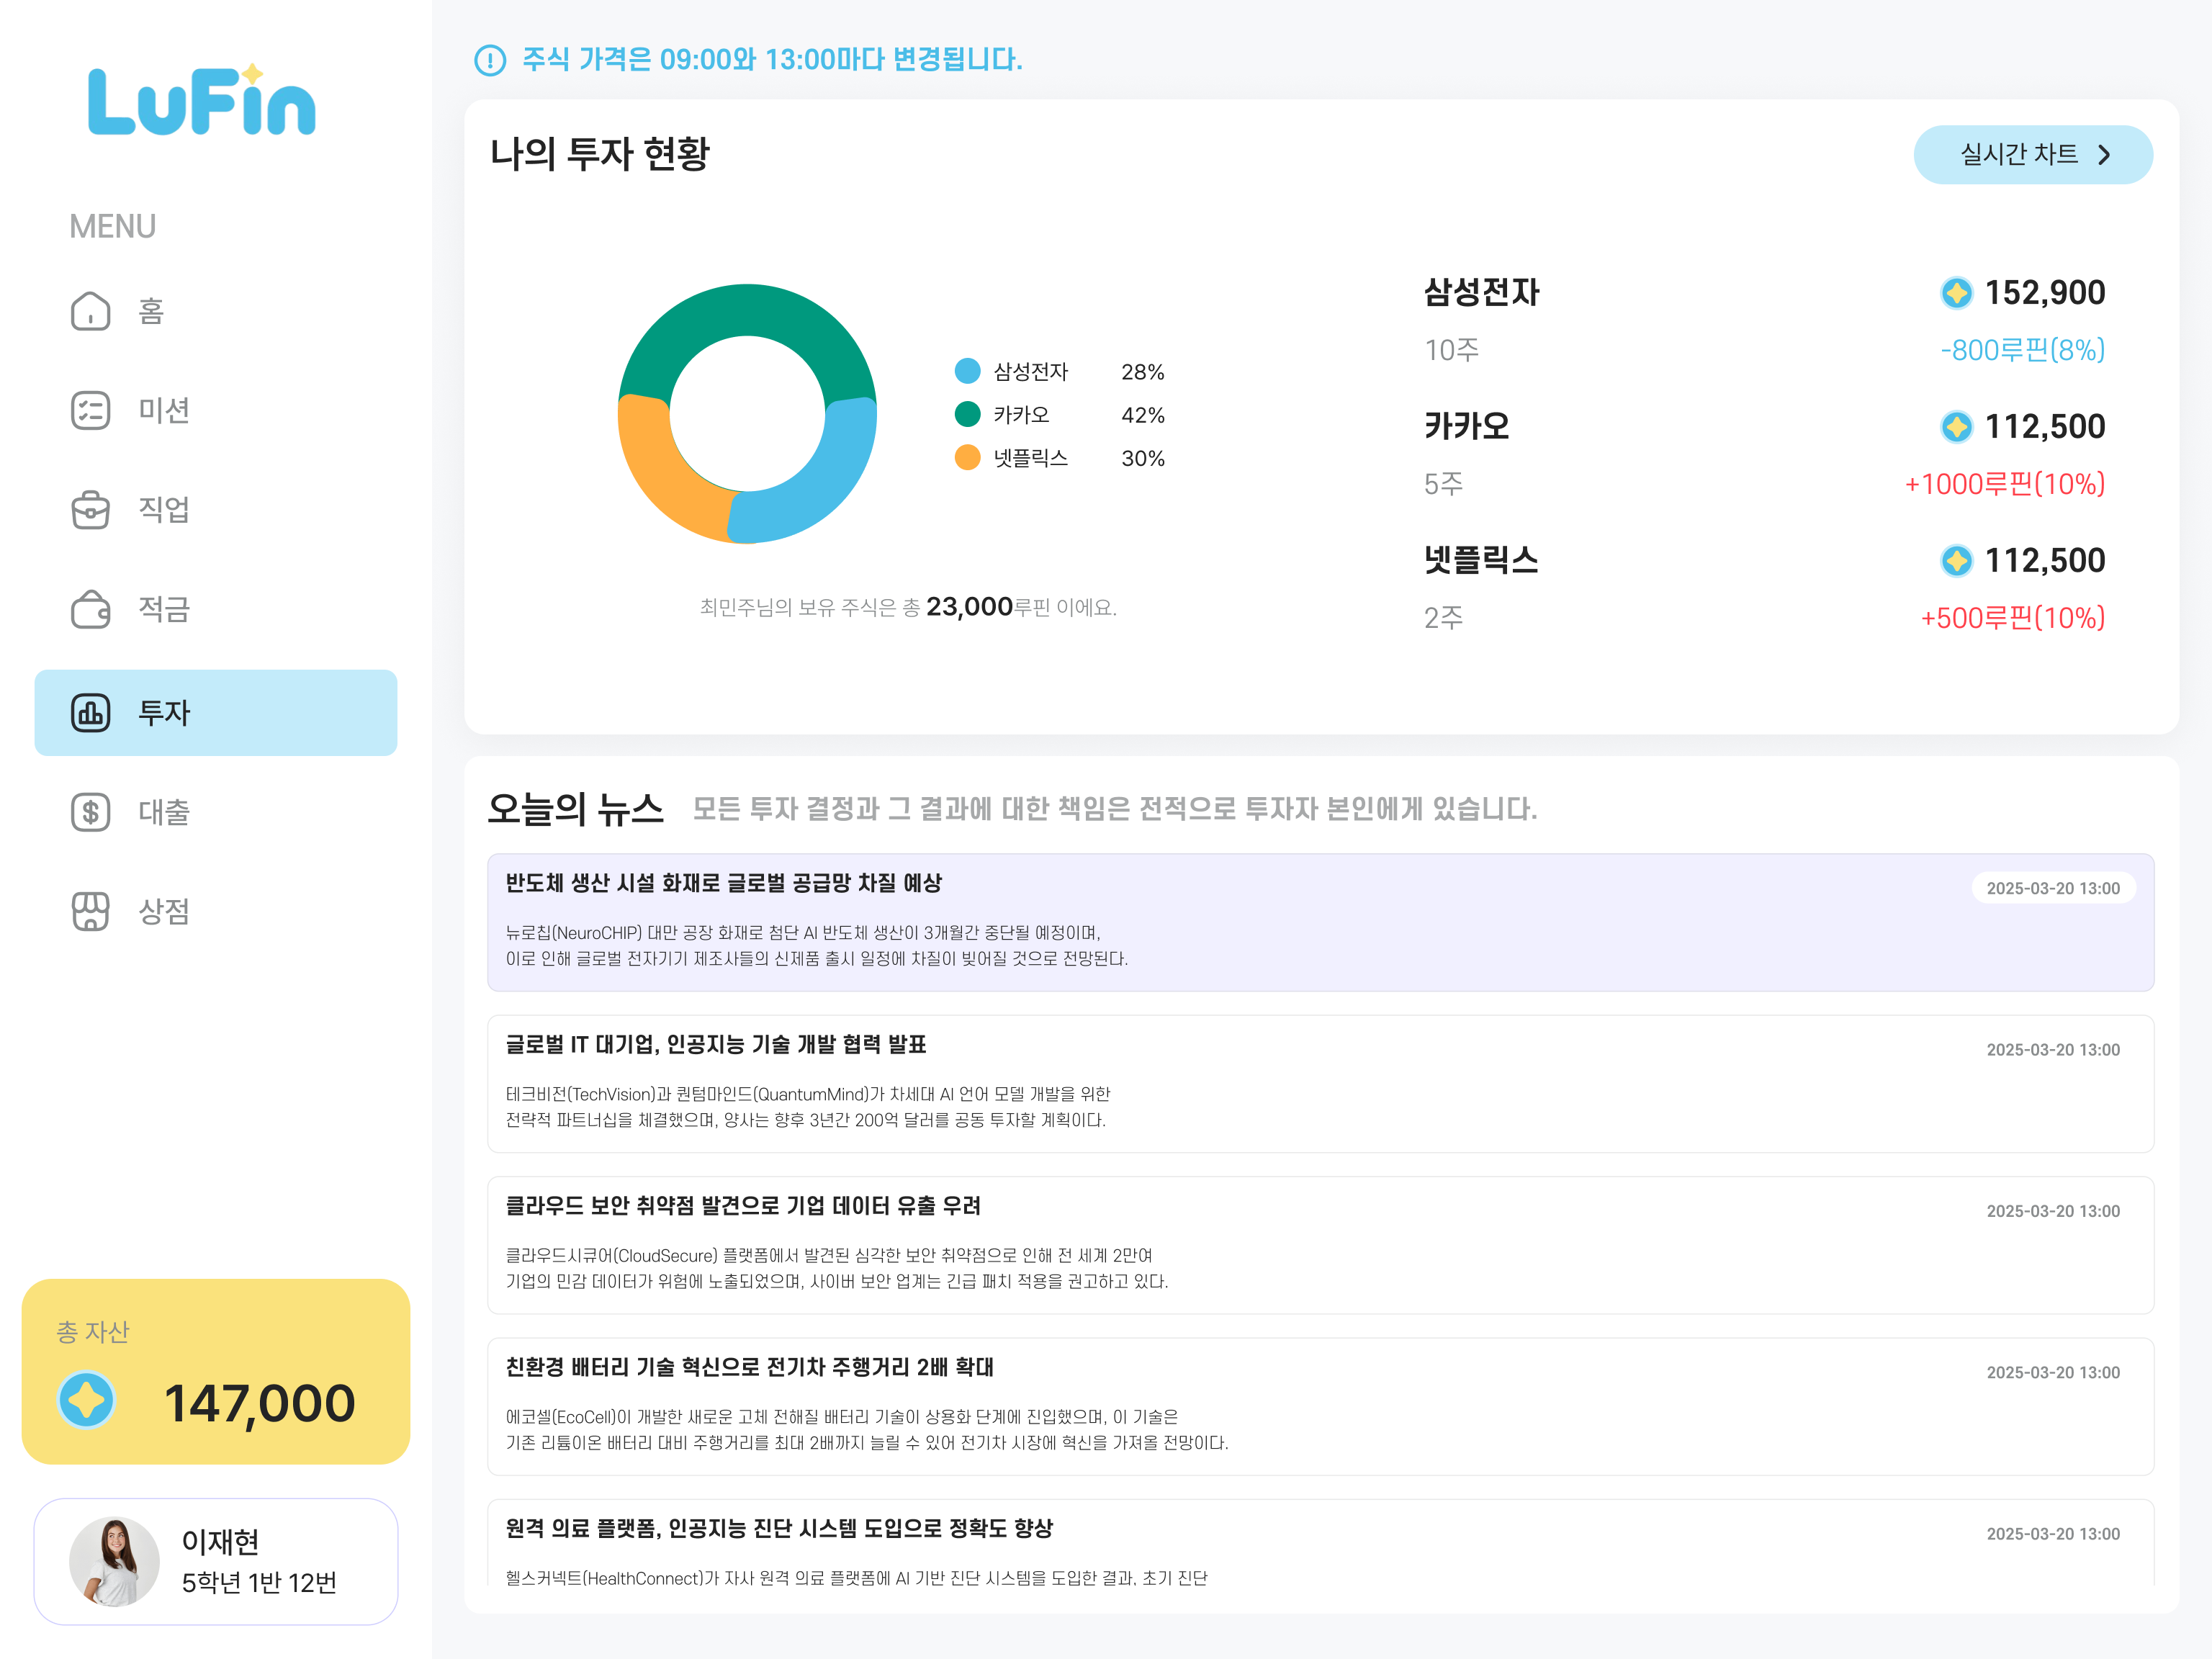 LuFin
MENU
홈
미션
직업
적금
투자
대출
상점
총 자산
147,000
이재현
5학년 1반 12번
주식 가격은 09:00와 13:00마다 변경됩니다.
나의 투자 현황
실시간 차트
삼성전자 28%
카카오 42%
넷플릭스 30%
최민주님의 보유 주식은 총 23,000루핀 이에요.
삼성전자 152,900
10주 -800루핀(8%)
카카오 112,500
5주 +1000루핀(10%)
넷플릭스 112,500
2주 +500루핀(10%)
오늘의 뉴스 모든 투자 결정과 그 결과에 대한 책임은 전적으로 투자자 본인에게 있습니다.
반도체 생산 시설 화재로 글로벌 공급망 차질 예상 2025-03-20 13:00
뉴로칩(NeuroCHIP) 대만 공장 화재로 첨단 AI 반도체 생산이 3개월간 중단될 예정이며,
이로 인해 글로벌 전자기기 제조사들의 신제품 출시 일정에 차질이 빚어질 것으로 전망된다.
글로벌 IT 대기업, 인공지능 기술 개발 협력 발표 2025-03-20 13:00
테크비전(TechVision)과 퀀텀마인드(QuantumMind)가 차세대 AI 언어 모델 개발을 위한
전략적 파트너십을 체결했으며, 양사는 향후 3년간 200억 달러를 공동 투자할 계획이다.
클라우드 보안 취약점 발견으로 기업 데이터 유출 우려 2025-03-20 13:00
클라우드시큐어(CloudSecure) 플랫폼에서 발견된 심각한 보안 취약점으로 인해 전 세계 2만여
기업의 민감 데이터가 위험에 노출되었으며, 사이버 보안 업계는 긴급 패치 적용을 권고하고 있다.
친환경 배터리 기술 혁신으로 전기차 주행거리 2배 확대 2025-03-20 13:00
에코셀(EcoCell)이 개발한 새로운 고체 전해질 배터리 기술이 상용화 단계에 진입했으며, 이 기술은
기존 리튬이온 배터리 대비 주행거리를 최대 2배까지 늘릴 수 있어 전기차 시장에 혁신을 가져올 전망이다.
원격 의료 플랫폼, 인공지능 진단 시스템 도입으로 정확도 향상 2025-03-20 13:00
헬스커넥트(HealthConnect)가 자사 원격 의료 플랫폼에 AI 기반 진단 시스템을 도입한 결과, 초기 진단